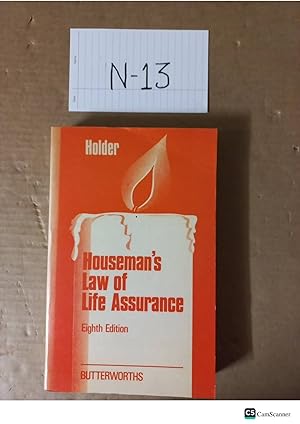 N-13
Holder
Houseman's
Law of
Life Assurance
Eighth Edition
BUTTERWORTHS
CS CamScanner